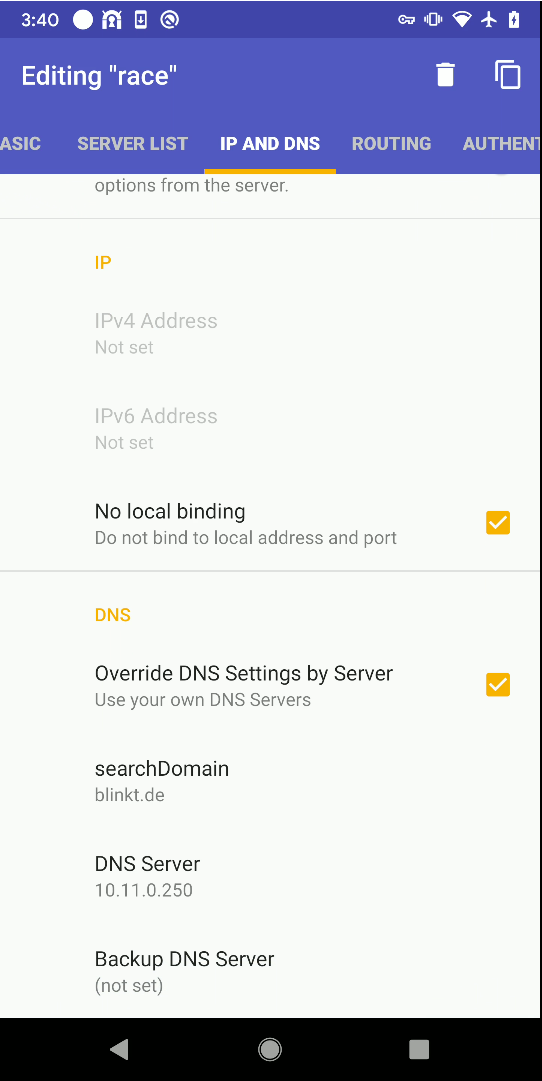 3:40
Editing "race"
ASIC
SERVER LIST
IP AND DNS
ROUTING
AUTHENT
options from the server.
IP
IPv4 Address
Not set
IPv6 Address
Not set
No local binding
Do not bind to local address and port
DNS
Override DNS Settings by Server
Use your own DNS Servers
searchDomain
blinkt.de
DNS Server
10.11.0.250
Backup DNS Server
(not set)